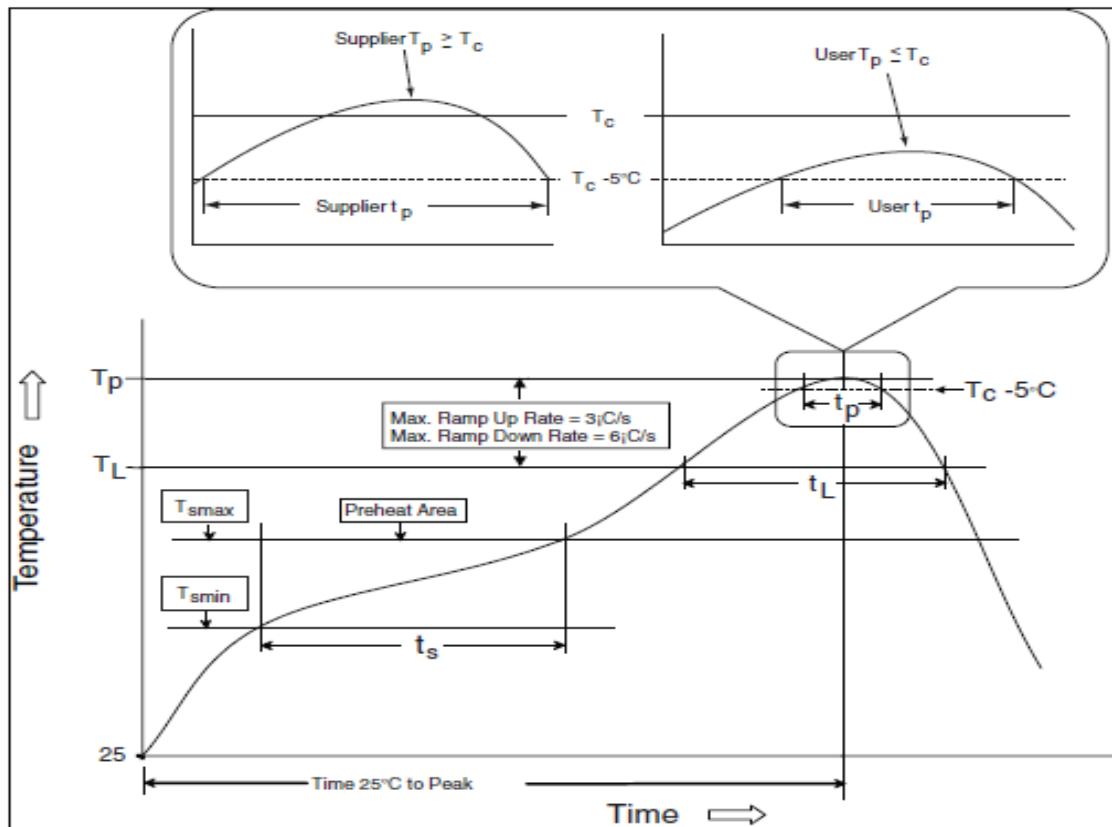 Supplier Tp ≥ Tc
User Tp ≤ Tc
Tc
Tc -5°C
Supplier tp
User tp
Tp
Tc -5°C
tp
Max. Ramp Up Rate = 3¡C/s
Max. Ramp Down Rate = 6¡C/s
TL
tL
Tsmax
Preheat Area
Tsmin
ts
Temperature
25
Time 25°C to Peak
Time